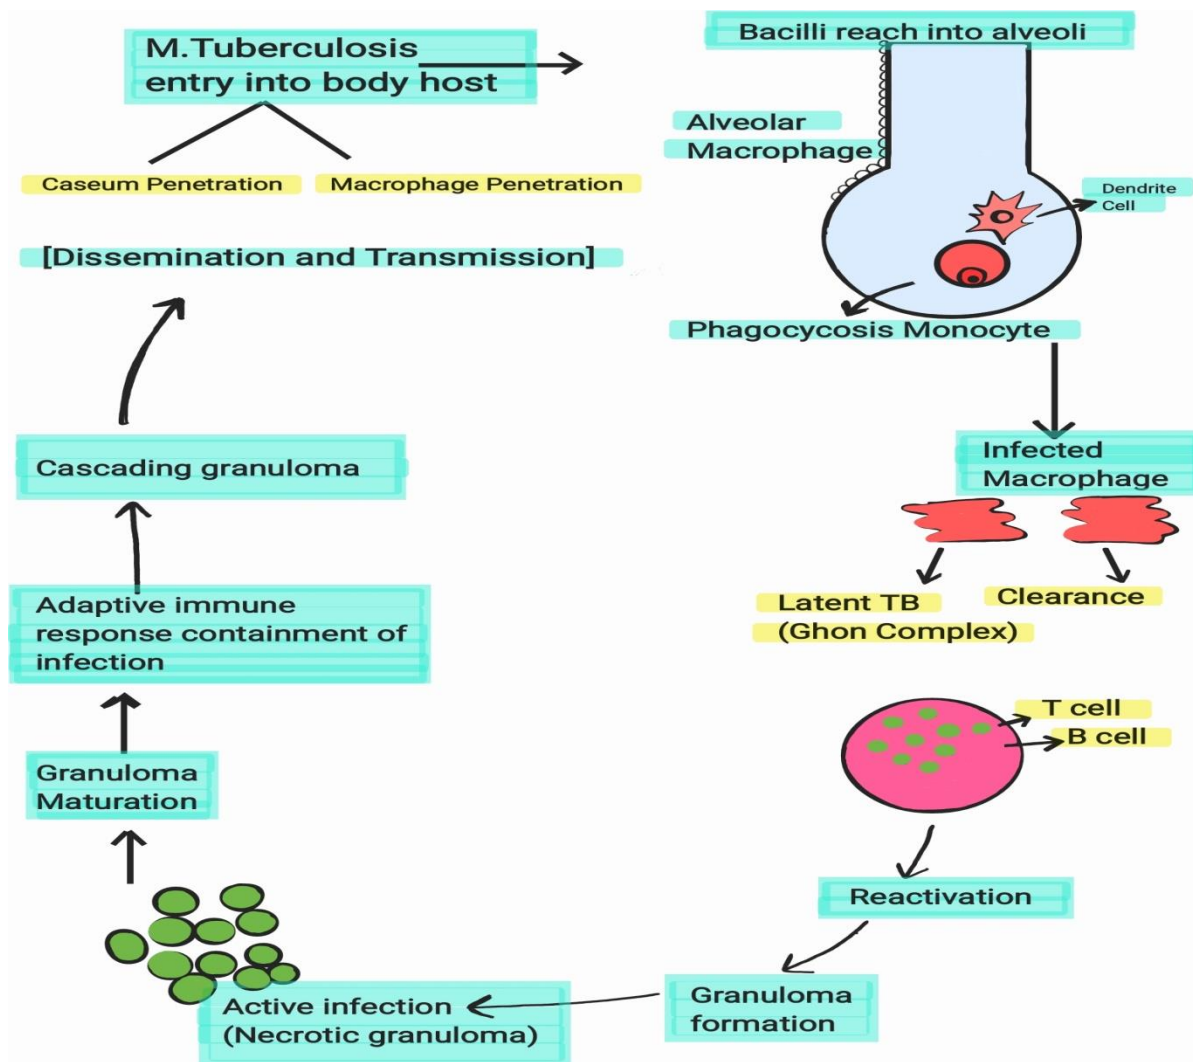 M.Tuberculosis
entry into body host
Bacilli reach into alveoli
Alveolar
Macrophage
Caseum Penetration
Macrophage Penetration
Dendrite
Cell
[Dissemination and Transmission]
Phagocycosis Monocyte
Infected
Macrophage
Cascading granuloma
Latent TB
(Ghon Complex)
Clearance
Adaptive immune
response containment of
infection
T cell
B cell
Granuloma
Maturation
Reactivation
Granuloma
formation
Active infection
(Necrotic granuloma)